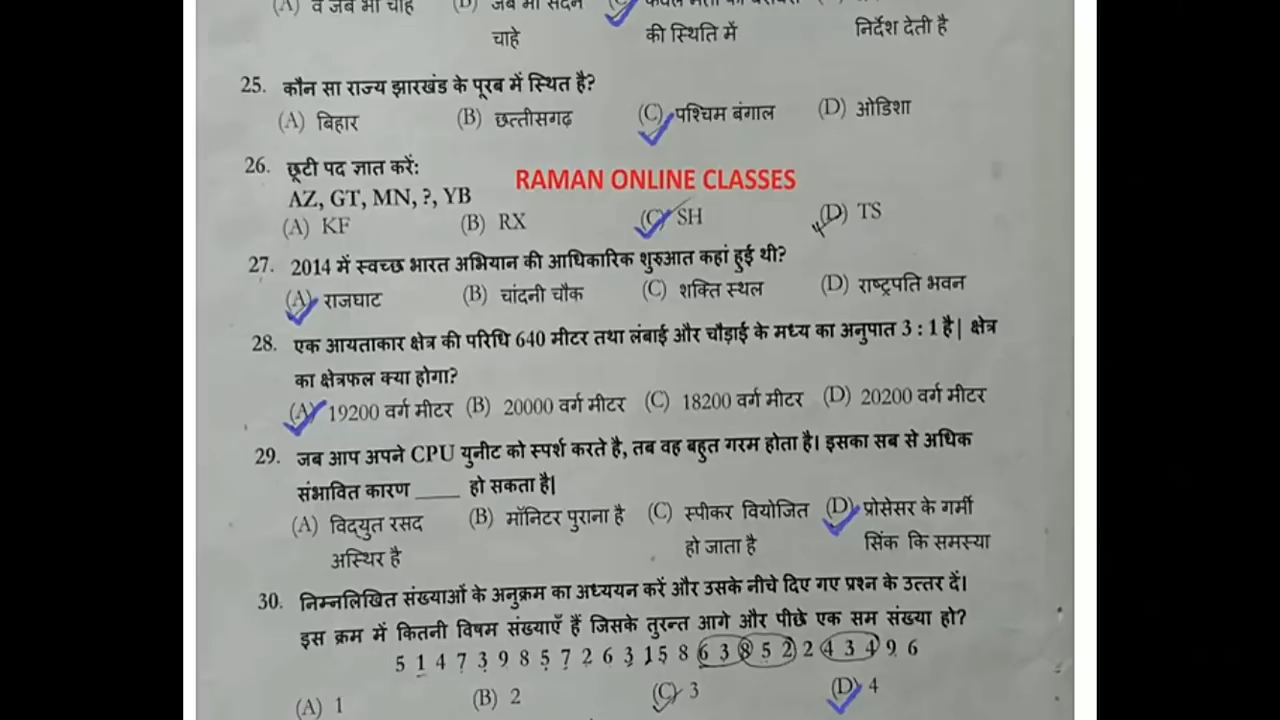 (A) वे जब भी चाहे (B) जब भी सदन
चाहे
की स्थिति में
निर्देश देती है
25. कौन सा राज्य झारखंड के पूरब में स्थित है?
(A) बिहार (B) छत्तीसगढ़ (C) पश्चिम बंगाल (D) ओडिशा
26. छूटी पद ज्ञात करें:
RAMAN ONLINE CLASSES
AZ, GT, MN, ?, YB
(A) KF (B) RX (C) SH (D) TS
27. 2014 में स्वच्छ भारत अभियान की आधिकारिक शुरुआत कहां हुई थी?
(A) राजघाट (B) चांदनी चौक (C) शक्ति स्थल (D) राष्ट्रपति भवन
28. एक आयताकार क्षेत्र की परिधि 640 मीटर तथा लंबाई और चौड़ाई के मध्य का अनुपात 3 : 1 है| क्षेत्र
का क्षेत्रफल क्या होगा?
(A) 19200 वर्ग मीटर (B) 20000 वर्ग मीटर (C) 18200 वर्ग मीटर (D) 20200 वर्ग मीटर
29. जब आप अपने CPU युनीट को स्पर्श करते है, तब वह बहुत गरम होता है। इसका सब से अधिक
संभावित कारण ____ हो सकता है|
(A) विद्युत रसद (B) मॉनिटर पुराना है (C) स्पीकर वियोजित (D) प्रोसेसर के गर्मी
अस्थिर है हो जाता है सिंक कि समस्या
30. निम्नलिखित संख्याओं के अनुक्रम का अध्ययन करें और उसके नीचे दिए गए प्रश्न के उत्तर दें।
इस क्रम में कितनी विषम संख्याएँ हैं जिसके तुरन्त आगे और पीछे एक सम संख्या हो?
5 1 4 7 3 9 8 5 7 2 6 3 1 5 8 6 3 8 5 2 2 4 3 4 9 6
(A) 1 (B) 2 (C) 3 (D) 4